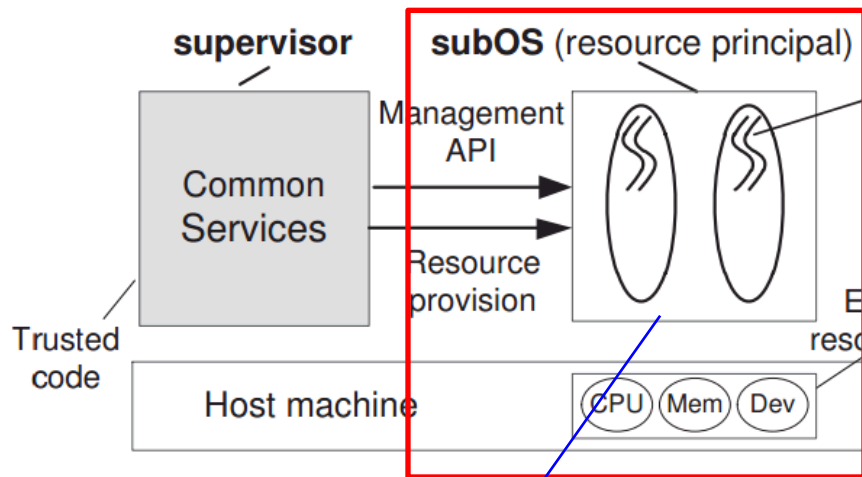 supervisor
subOS (resource principal)
Management
API
Common
Services
Resource
provision
Trusted
code
Host machine
CPU
Mem
Dev